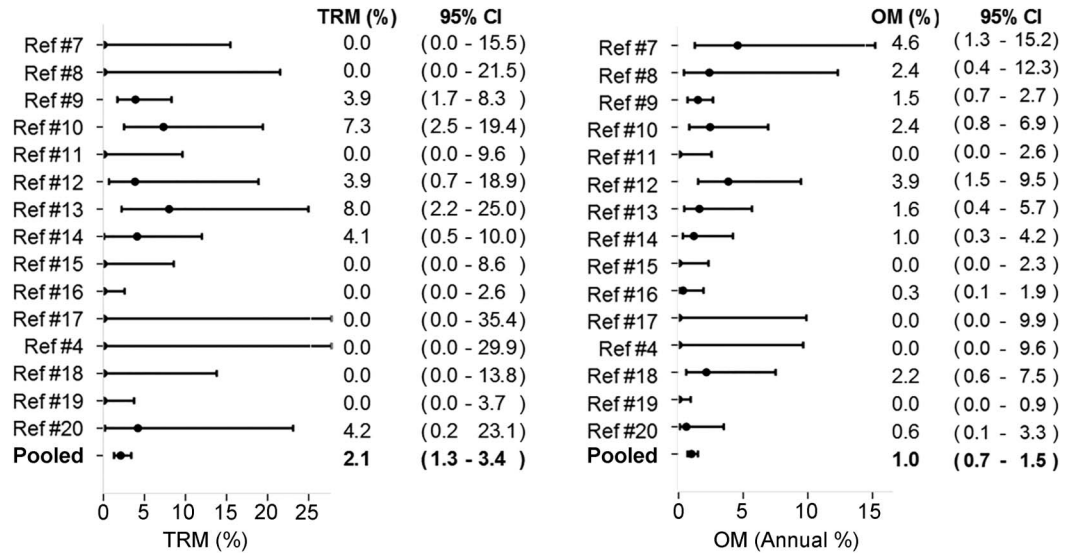 TRM (%) 95% CI
Ref #7 0.0 (0.0 - 15.5)
Ref #8 0.0 (0.0 - 21.5)
Ref #9 3.9 (1.7 - 8.3 )
Ref #10 7.3 (2.5 - 19.4)
Ref #11 0.0 (0.0 - 9.6 )
Ref #12 3.9 (0.7 - 18.9)
Ref #13 8.0 (2.2 - 25.0)
Ref #14 4.1 (0.5 - 10.0)
Ref #15 0.0 (0.0 - 8.6 )
Ref #16 0.0 (0.0 - 2.6 )
Ref #17 0.0 (0.0 - 35.4)
Ref #4 0.0 (0.0 - 29.9)
Ref #18 0.0 (0.0 - 13.8)
Ref #19 0.0 (0.0 - 3.7 )
Ref #20 4.2 (0.2 23.1)
Pooled 2.1 (1.3 - 3.4 )
0 5 10 15 20 25
TRM (%)
OM (%) 95% CI
Ref #7 4.6 (1.3 - 15.2)
Ref #8 2.4 (0.4 - 12.3)
Ref #9 1.5 (0.7 - 2.7)
Ref #10 2.4 (0.8 - 6.9)
Ref #11 0.0 (0.0 - 2.6)
Ref #12 3.9 (1.5 - 9.5)
Ref #13 1.6 (0.4 - 5.7)
Ref #14 1.0 (0.3 - 4.2)
Ref #15 0.0 (0.0 - 2.3)
Ref #16 0.3 (0.1 - 1.9)
Ref #17 0.0 (0.0 - 9.9)
Ref #4 0.0 (0.0 - 9.6)
Ref #18 2.2 (0.6 - 7.5)
Ref #19 0.0 (0.0 - 0.9)
Ref #20 0.6 (0.1 - 3.3)
Pooled 1.0 (0.7 - 1.5)
0 5 10 15
OM (Annual %)